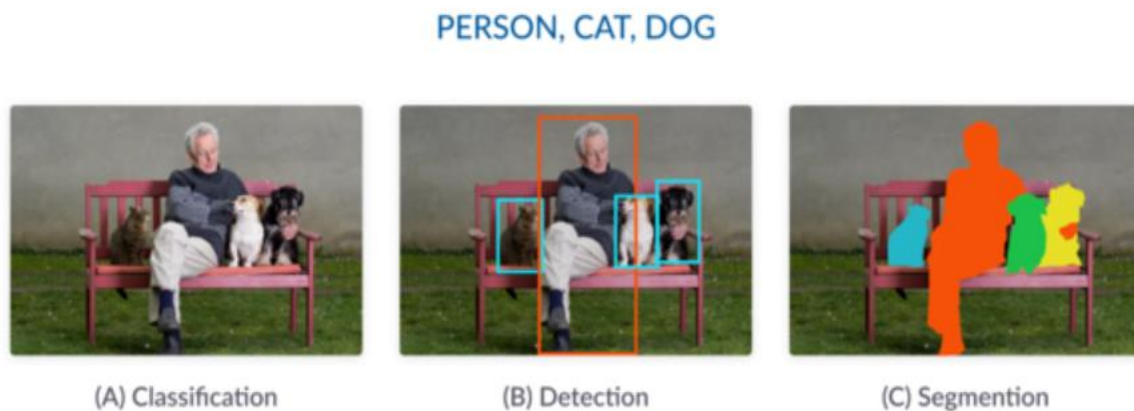 PERSON, CAT, DOG
(A) Classification
(B) Detection
(C) Segmention